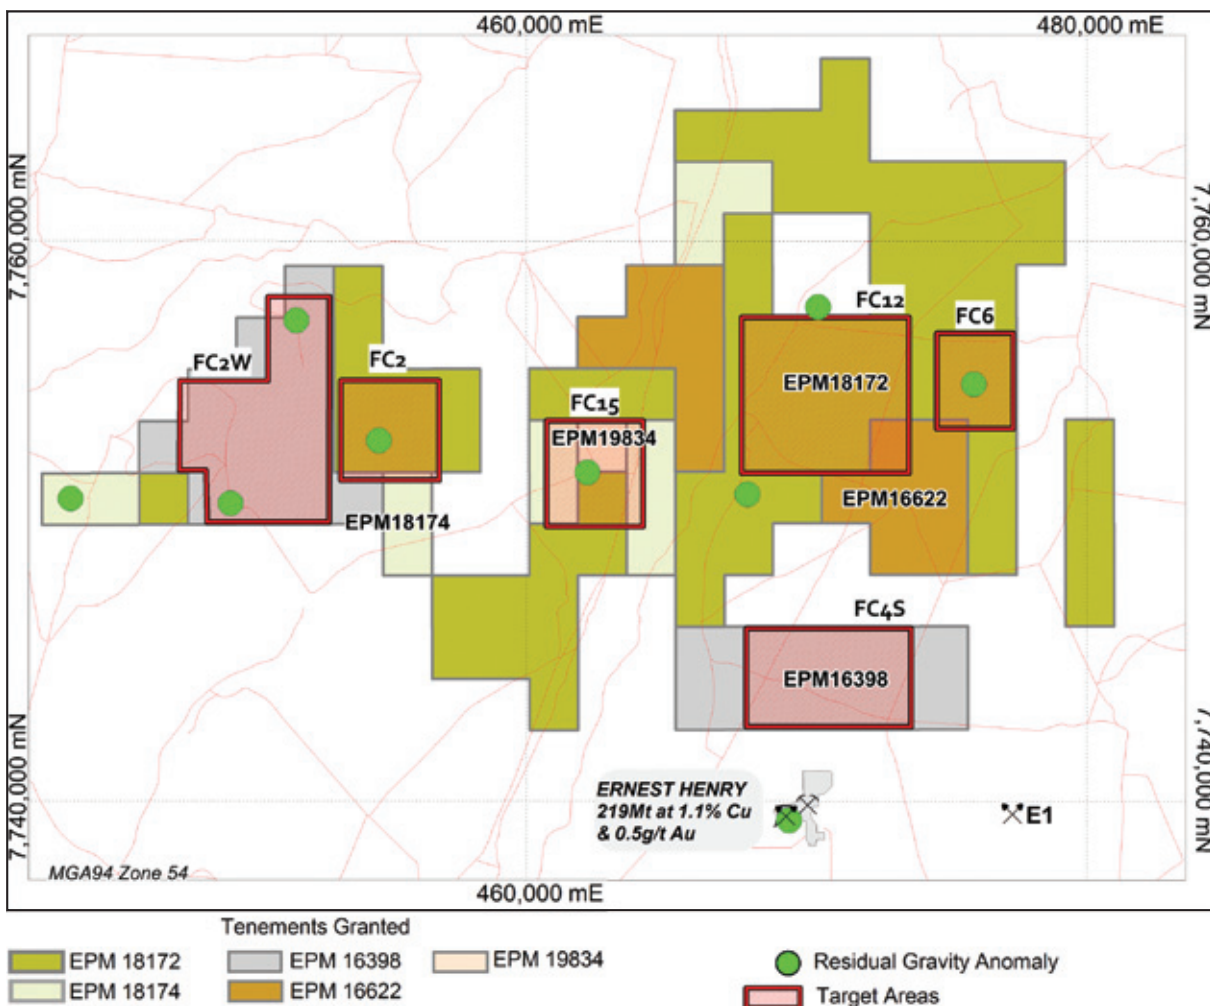 460,000 mE
480,000 mE
7,760,000 mN
7,760,000 mN
FC12
FC6
FC2W
FC2
EPM18172
FC15
EPM19834
EPM16622
EPM18174
FC4S
EPM16398
7,740,000 mN
7,740,000 mN
ERNEST HENRY
219Mt at 1.1% Cu
& 0.5g/t Au
E1
MGA94 Zone 54
460,000 mE
Tenements Granted
EPM 18172
EPM 16398
EPM 19834
Residual Gravity Anomaly
EPM 18174
EPM 16622
Target Areas